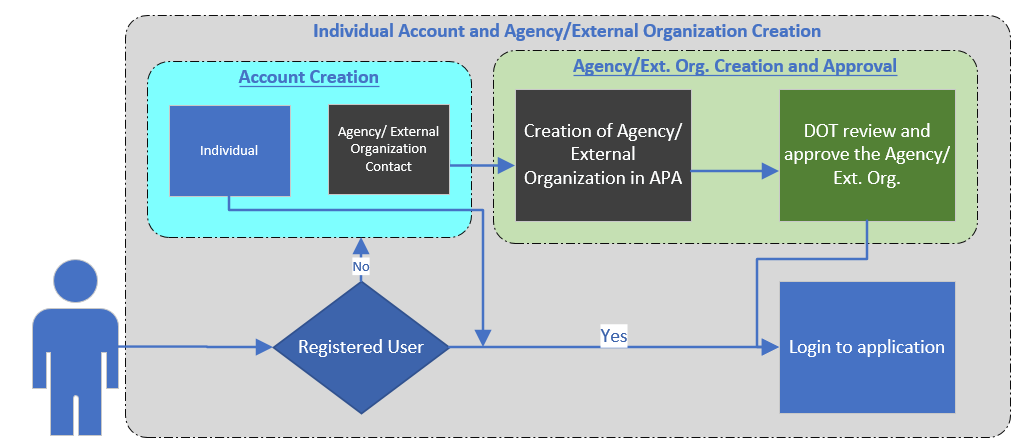 Individual Account and Agency/External Organization Creation
Account Creation
Individual
Agency/ External
Organization
Contact
Agency/Ext. Org. Creation and Approval
Creation of Agency/
External
Organization in APA
DOT review and
approve the Agency/
Ext. Org.
No
Registered User
Yes
Login to application